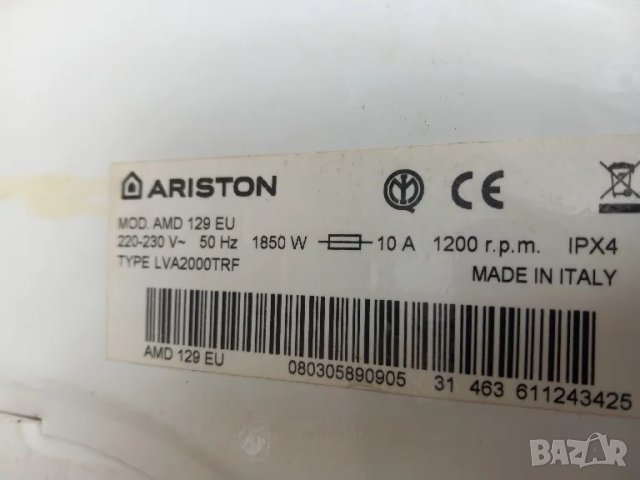 ARISTON
MOD. AMD 129 EU
220-230 V~ 50 Hz 1850 W 10 A 1200 r.p.m. IPX4
TYPE LVA2000TRF MADE IN ITALY
AMD 129 EU 080305890905 31 463 611243425
BAZAR